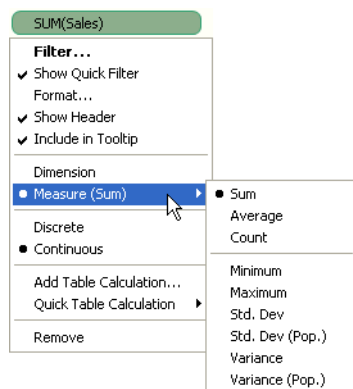 SUM(Sales)
Filter...
Show Quick Filter
Format...
Show Header
Include in Tooltip
Dimension
Measure (Sum)
Discrete
Continuous
Add Table Calculation...
Quick Table Calculation
Remove
Sum
Average
Count
Minimum
Maximum
Std. Dev
Std. Dev (Pop.)
Variance
Variance (Pop.)